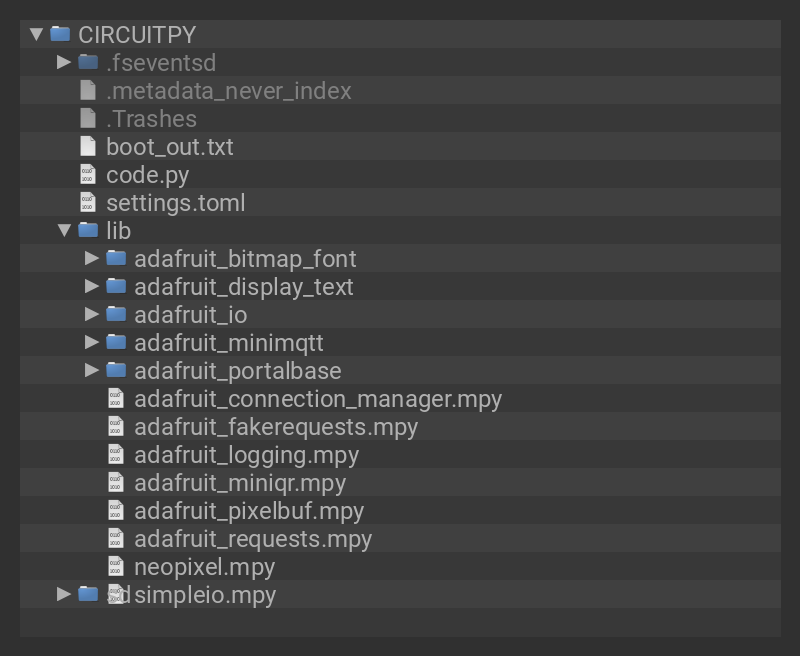 CIRCUITPY
.fseventsd
.metadata_never_index
.Trashes
boot_out.txt
code.py
settings.toml
lib
adafruit_bitmap_font
adafruit_display_text
adafruit_io
adafruit_minimqtt
adafruit_portalbase
adafruit_connection_manager.mpy
adafruit_fakerequests.mpy
adafruit_logging.mpy
adafruit_miniqr.mpy
adafruit_pixelbuf.mpy
adafruit_requests.mpy
neopixel.mpy
sd simpleio.mpy